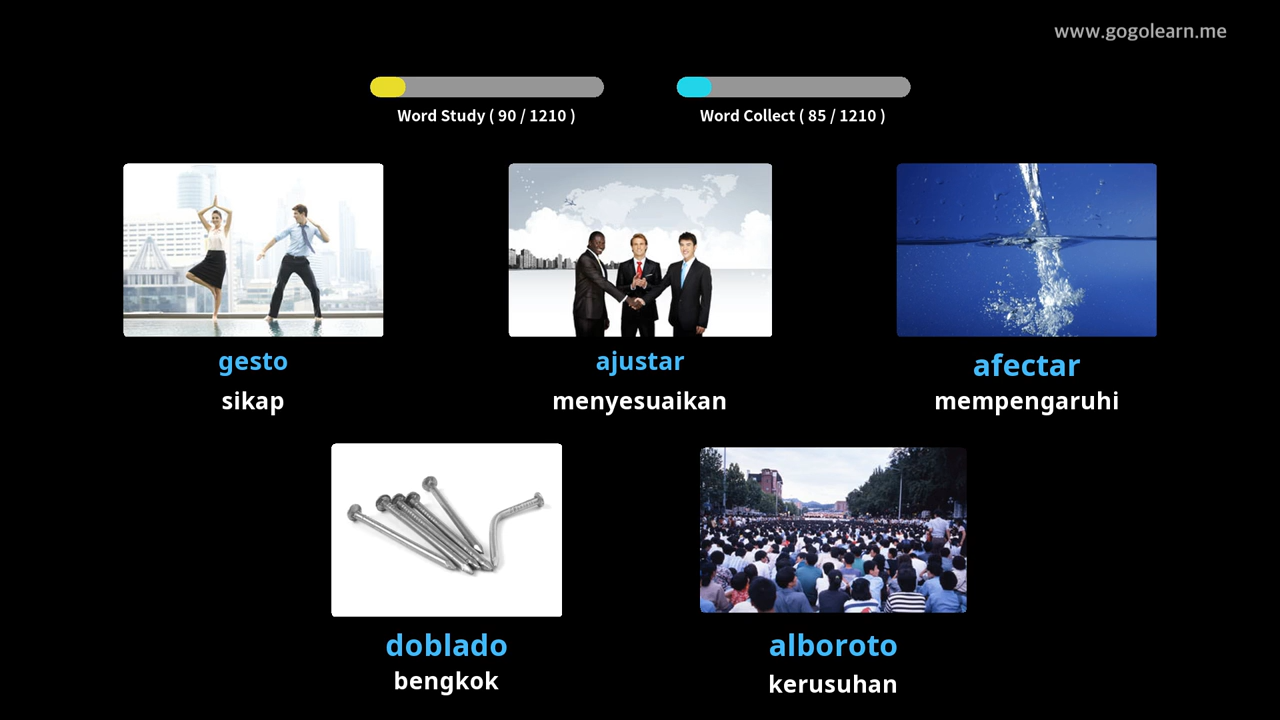 www.gogolearn.me
Word Study ( 90 / 1210 )
Word Collect ( 85 / 1210 )
gesto
sikap
ajustar
menyesuaikan
afectar
mempengaruhi
doblado
bengkok
alboroto
kerusuhan